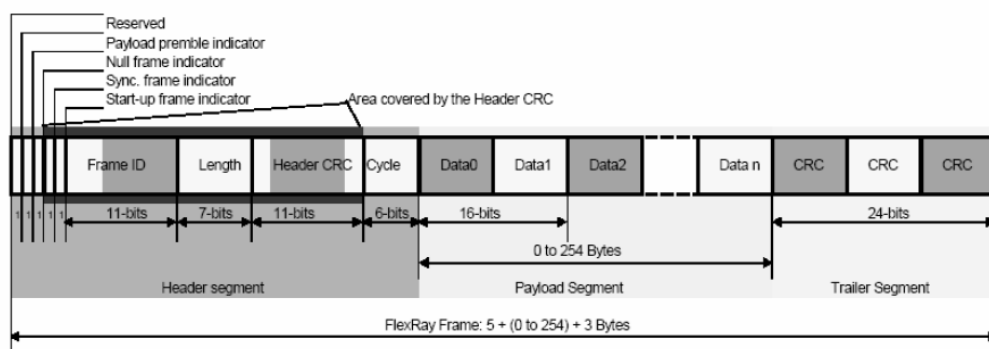 Reserved
Payload premble indicator
Null frame indicator
Sync. frame indicator
Start-up frame indicator
Area covered by the Header CRC
Frame ID Length Header CRC Cycle Data0 Data1 Data2 Data n CRC CRC CRC
1 1 1 1 1 11-bits 7-bits 11-bits 6-bits 16-bits 24-bits
0 to 254 Bytes
Header segment Payload Segment Trailer Segment
FlexRay Frame: 5 + (0 to 254) + 3 Bytes